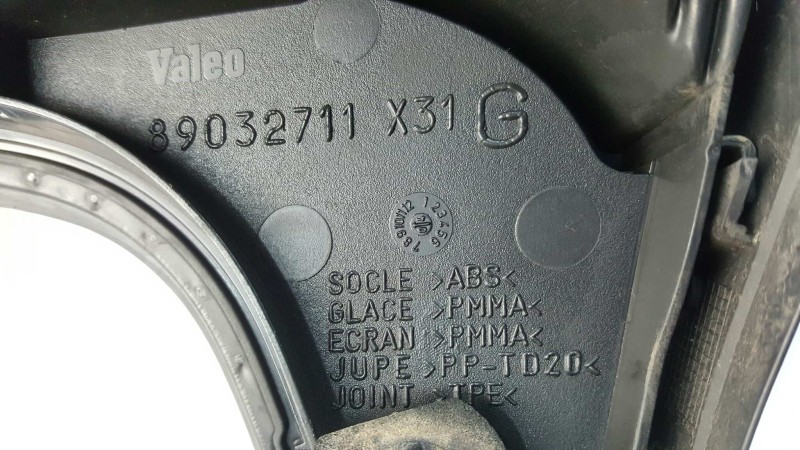 Valeo
89032711 X31 G
SOCLE >ABS<
GLACE >PMMA<
ECRAN >PMMA<
JUPE >PP-TD20<
JOINT >TPE<